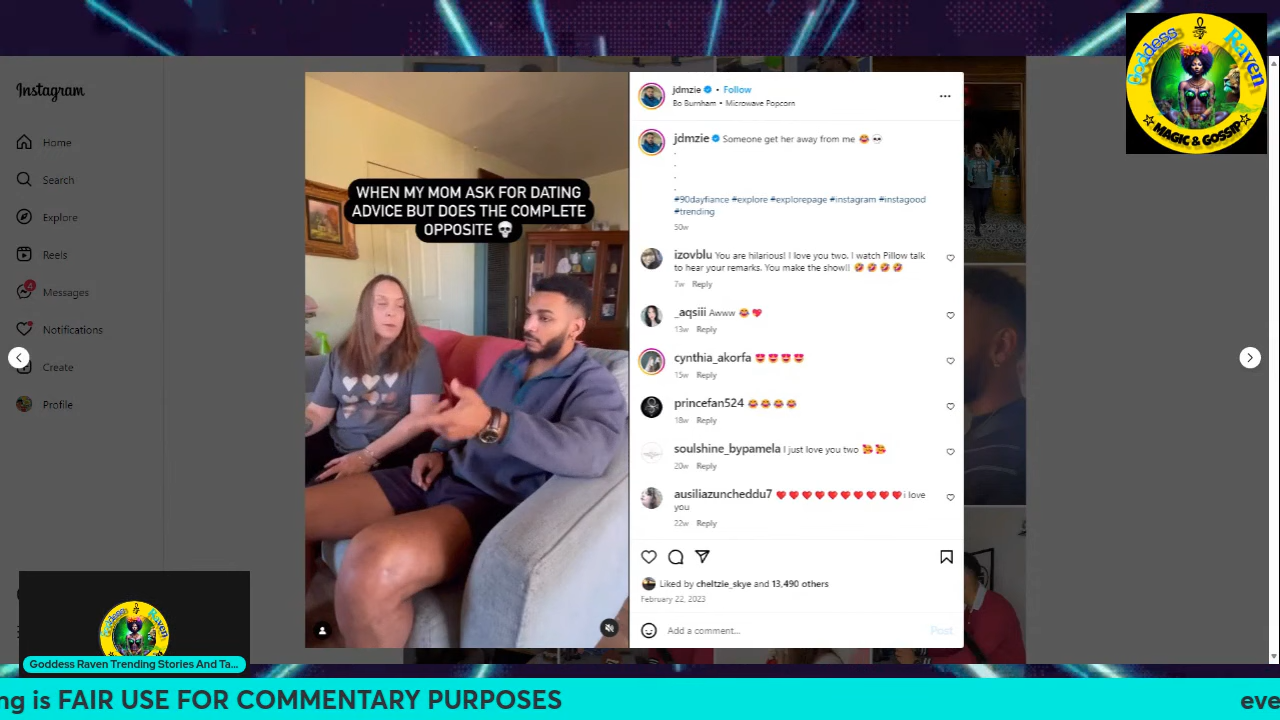 Goddess Raven
MAGIC & GOSSIP
Instagram
Home
Search
Explore
Reels
4
Messages
Notifications
Create
Profile
WHEN MY MOM ASK FOR DATING
ADVICE BUT DOES THE COMPLETE
OPPOSITE 💀
jdmzie • Follow
Bo Burnham • Microwave Popcorn
jdmzie Someone get her away from me 😂 💀
.
.
.
.
#90dayfiance #explore #explorepage #instagram #instagood
#trending
50w
izovblu You are hilarious! I love you two. I watch Pillow talk
to hear your remarks. You make the show!! 🤣 🤣 🤣 🤣
7w Reply
_aqsiii Awww 😂 💖
13w Reply
cynthia_akorfa 😍 😍 😍 😍
15w Reply
princefan524 😂 😂 😂 😂
18w Reply
soulshine_bypamela I just love you two 🥰 🥰
20w Reply
ausiliazuncheddu7 ❤️ ❤️ ❤️ ❤️ ❤️ ❤️ ❤️ ❤️ ❤️ ❤️ i love
you
22w Reply
Liked by cheltzie_skye and 13,490 others
February 22, 2023
Add a comment...
Post
Goddess Raven Trending Stories And Ta...
ng is FAIR USE FOR COMMENTARY PURPOSES
eve